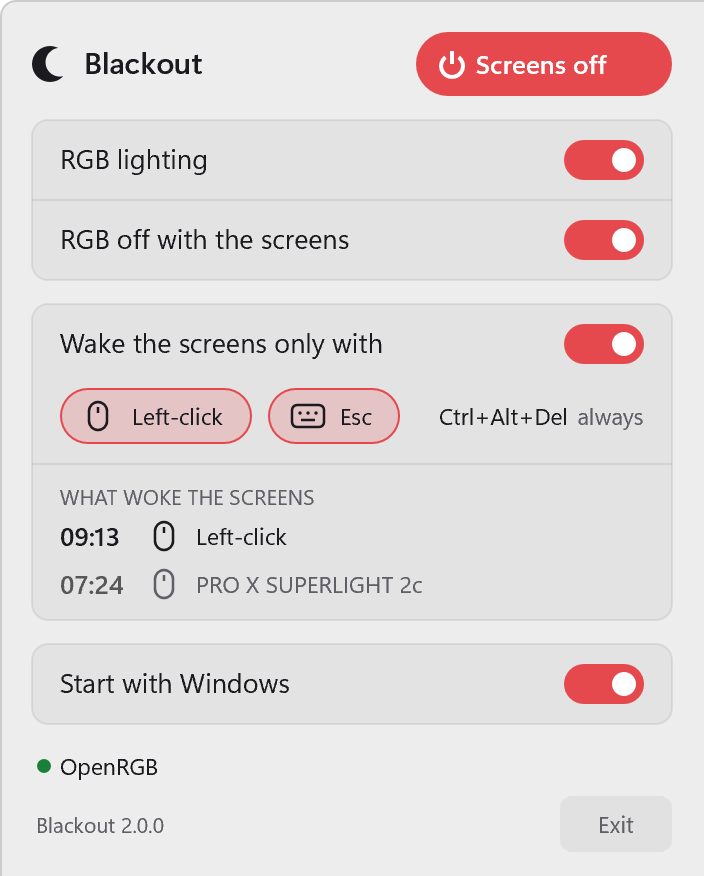 Blackout
Screens off
RGB lighting
RGB off with the screens
Wake the screens only with
Left-click Esc Ctrl+Alt+Del always
WHAT WOKE THE SCREENS
09:13 Left-click
07:24 PRO X SUPERLIGHT 2c
Start with Windows
OpenRGB
Blackout 2.0.0
Exit